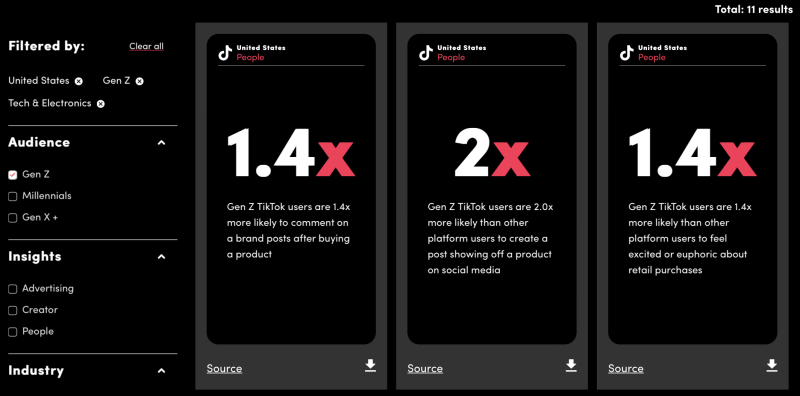 Total: 11 results
Filtered by:
Clear all
United States
Gen Z
Tech & Electronics
Audience
Gen Z
Millennials
Gen X +
Insights
Advertising
Creator
People
Industry
United States
People
1.4x
Gen Z TikTok users are 1.4x
more likely to comment on
a brand posts after buying
a product
Source
United States
People
2x
Gen Z TikTok users are 2.0x
more likely than other
platform users to create a
post showing off a product
on social media
Source
United States
People
1.4x
Gen Z TikTok users are 1.4x
more likely than other
platform users to feel
excited or euphoric about
retail purchases
Source